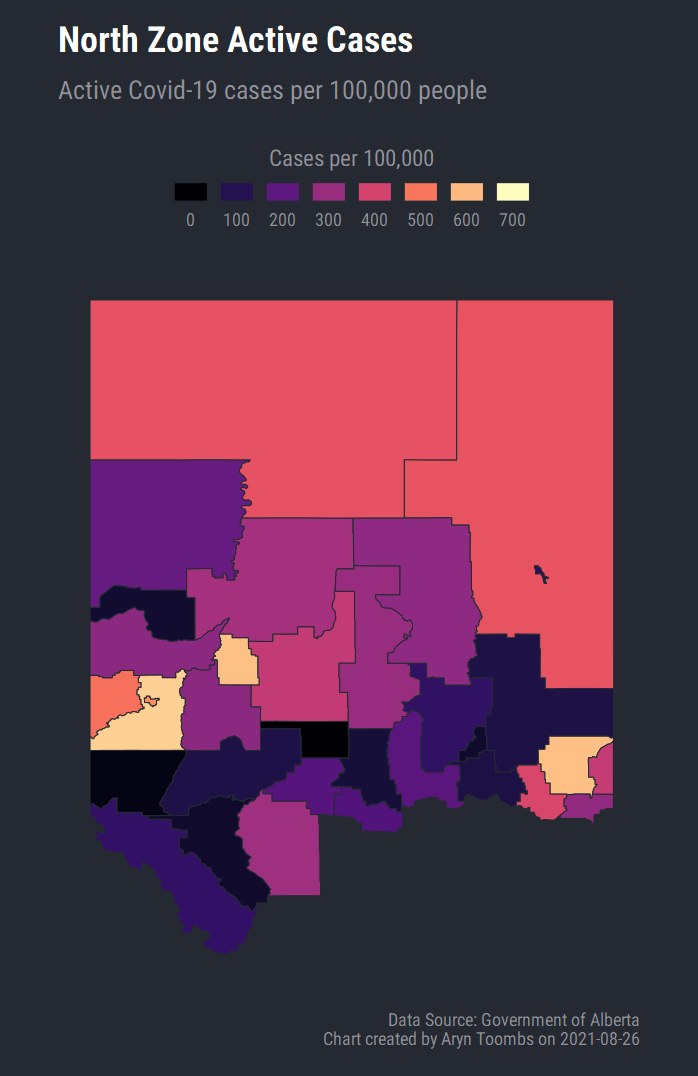 North Zone Active Cases
Active Covid-19 cases per 100,000 people
Cases per 100,000
0 100 200 300 400 500 600 700
Data Source: Government of Alberta
Chart created by Aryn Toombs on 2021-08-26